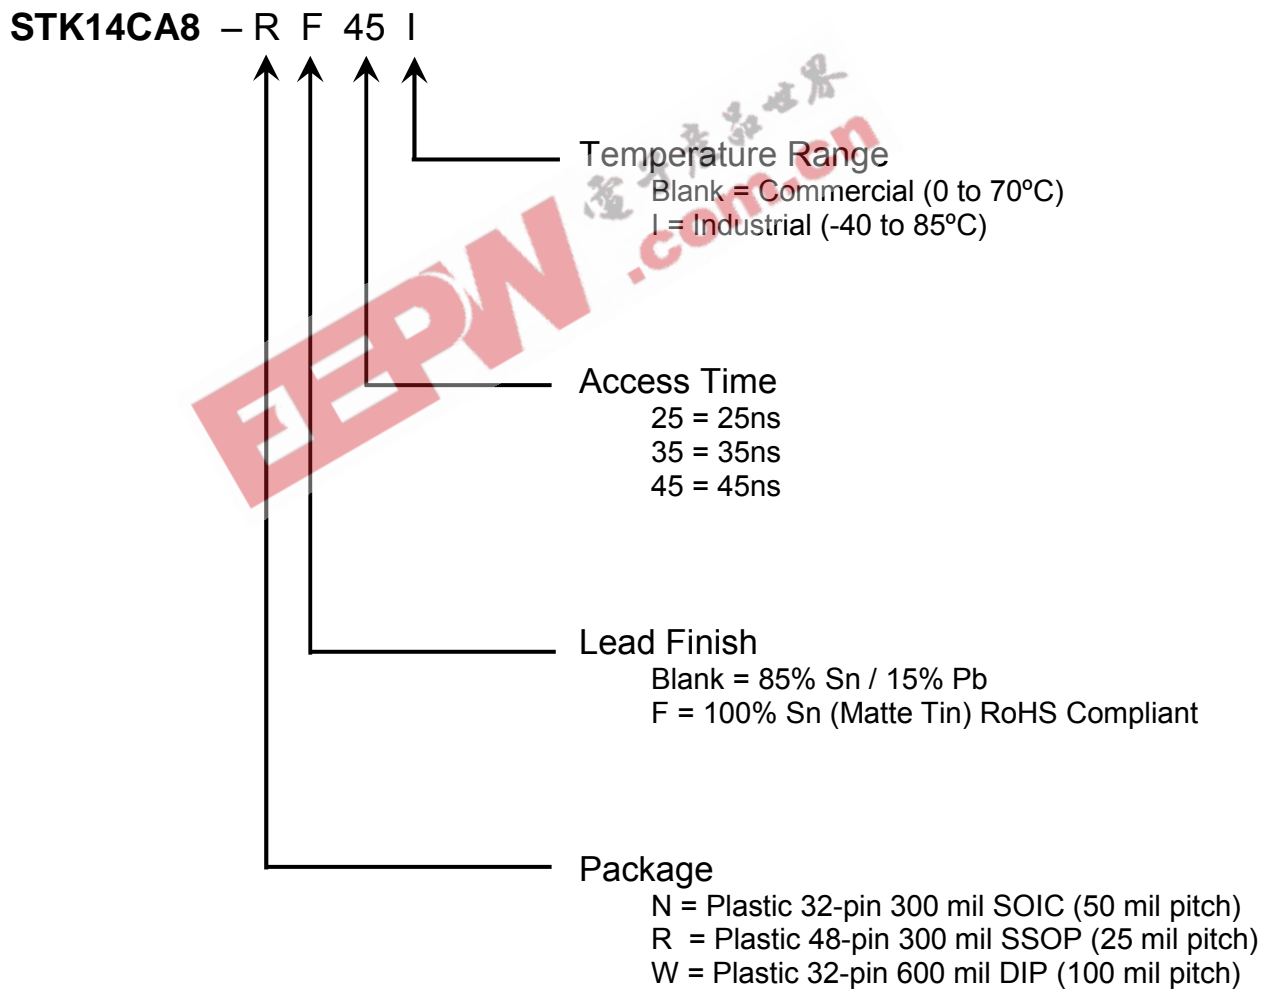 STK14CA8 – R F 45 I
Temperature Range
Blank = Commercial (0 to 70ºC)
I = Industrial (-40 to 85ºC)
Access Time
25 = 25ns
35 = 35ns
45 = 45ns
Lead Finish
Blank = 85% Sn / 15% Pb
F = 100% Sn (Matte Tin) RoHS Compliant
Package
N = Plastic 32-pin 300 mil SOIC (50 mil pitch)
R = Plastic 48-pin 300 mil SSOP (25 mil pitch)
W = Plastic 32-pin 600 mil DIP (100 mil pitch)
EEPW
.com.cn
品世界